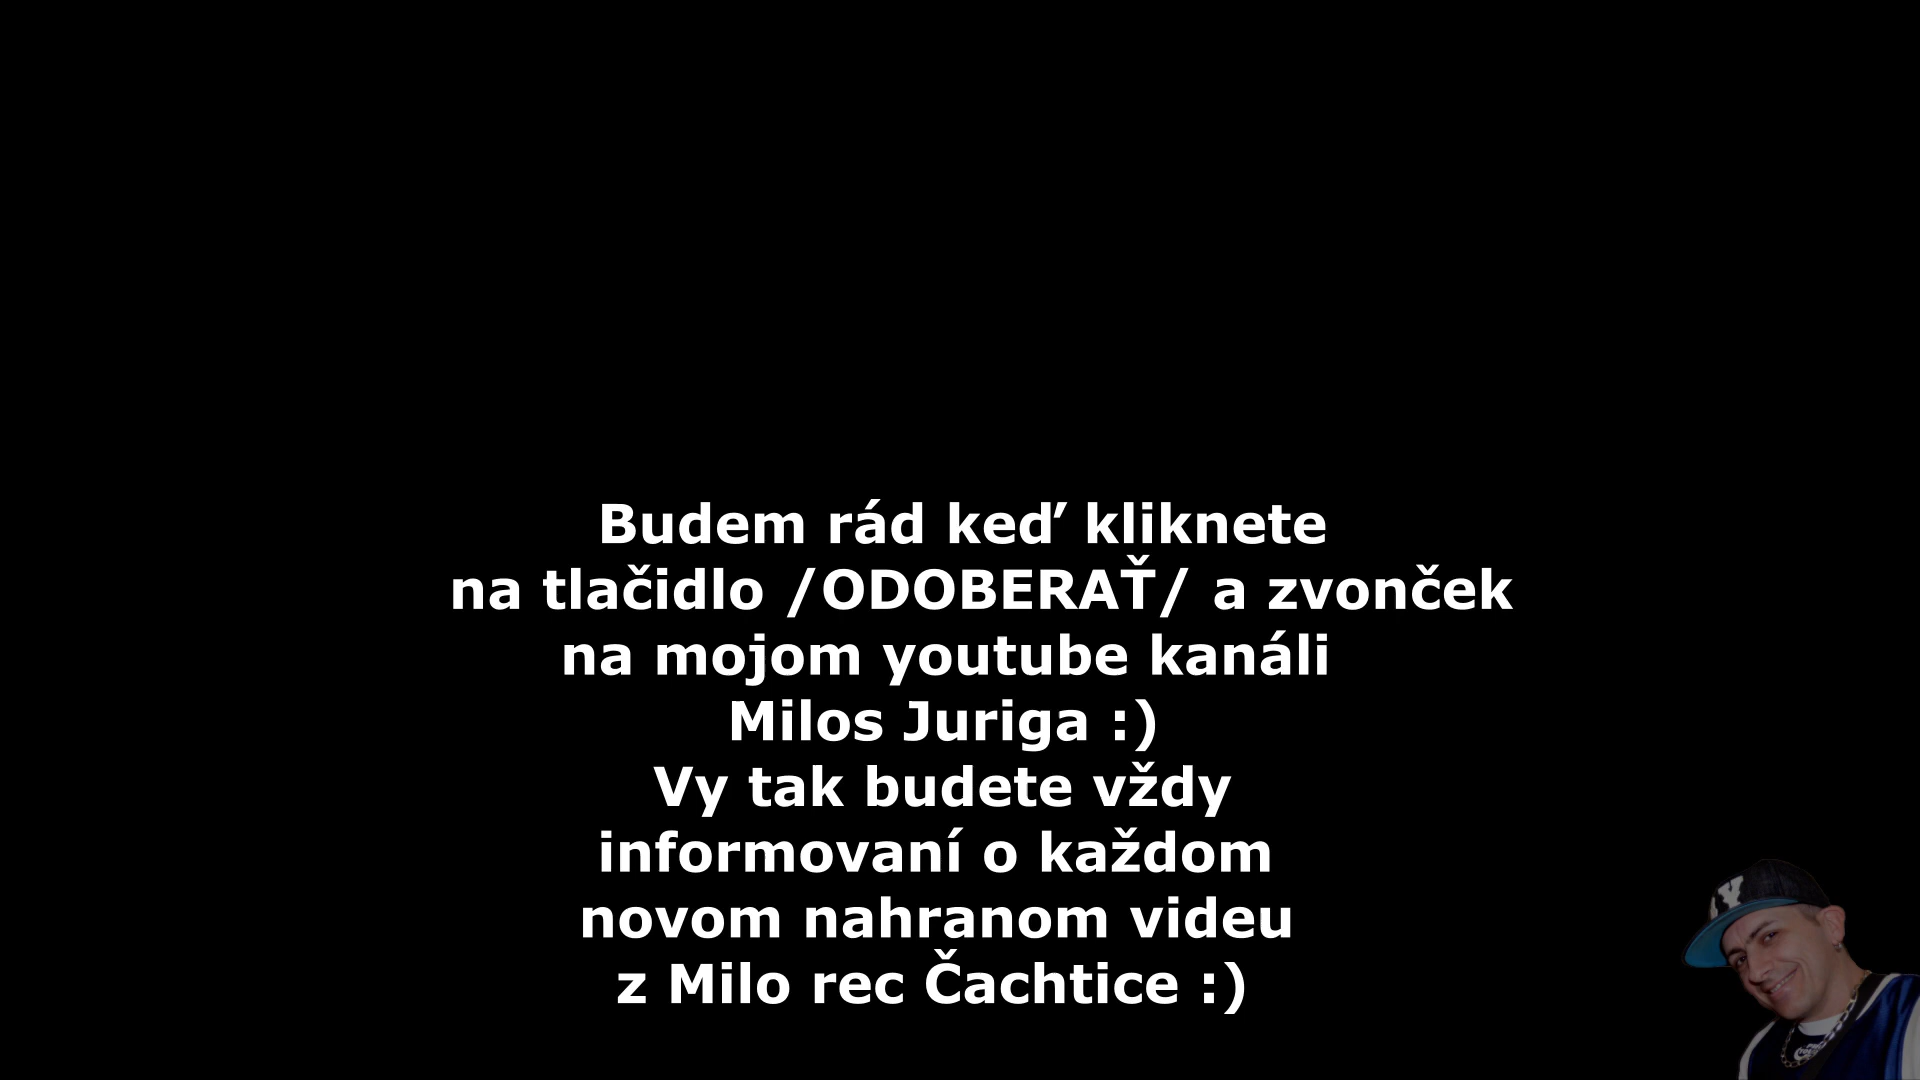 Budem rád keď kliknete
na tlačidlo /ODOBERAŤ/ a zvonček
na mojom youtube kanáli
Milos Juriga :)
Vy tak budete vždy
informovaní o každom
novom nahranom videu
z Milo rec Čachtice :)